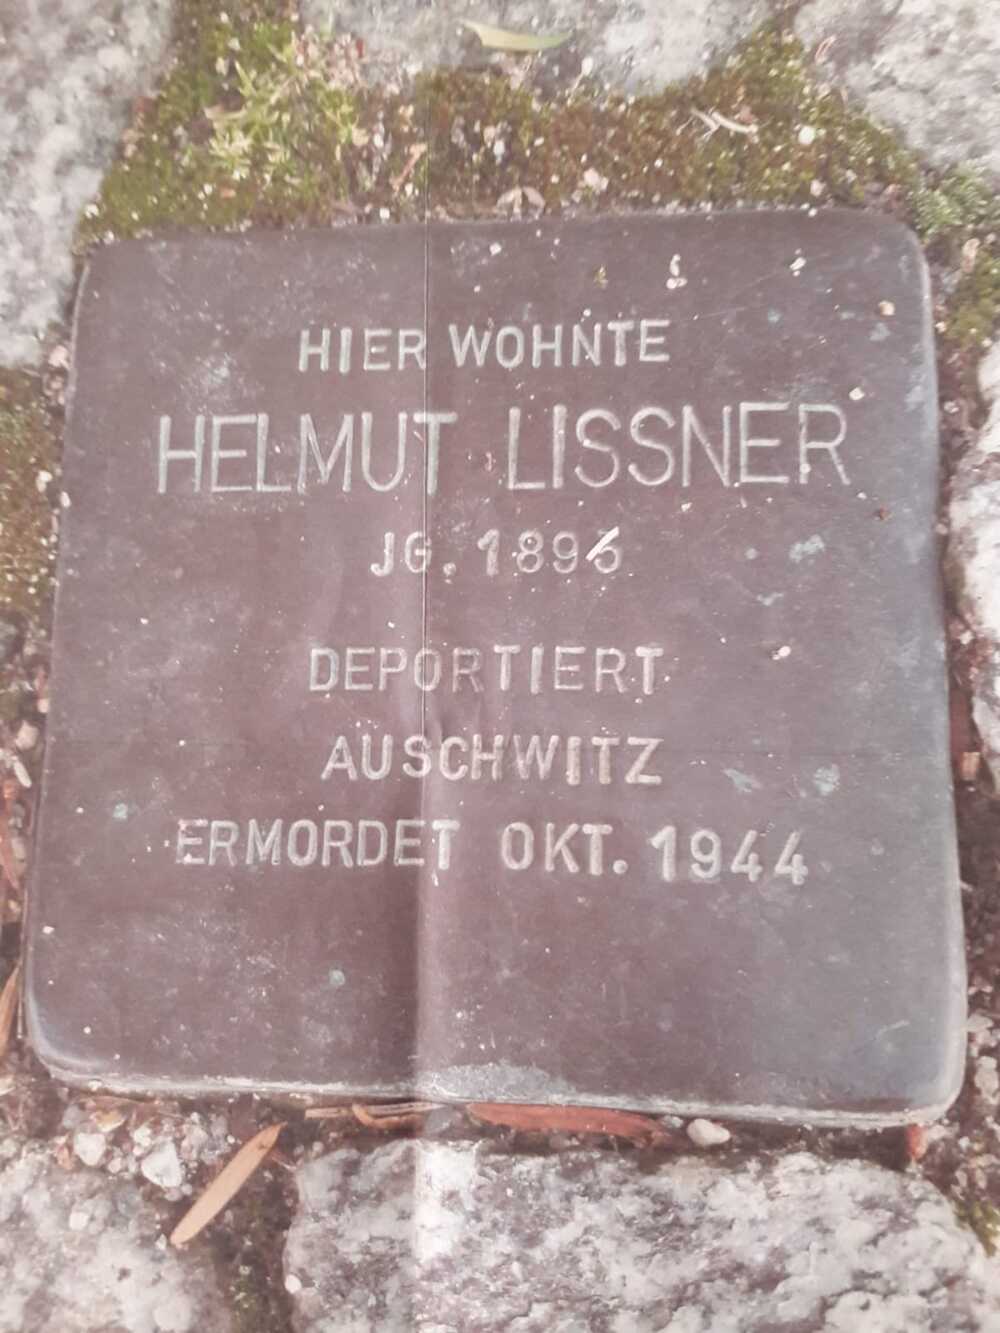 HIER WOHNTE
HELMUT LISSNER
JG. 1896
DEPORTIERT
AUSCHWITZ
ERMORDET OKT. 1944